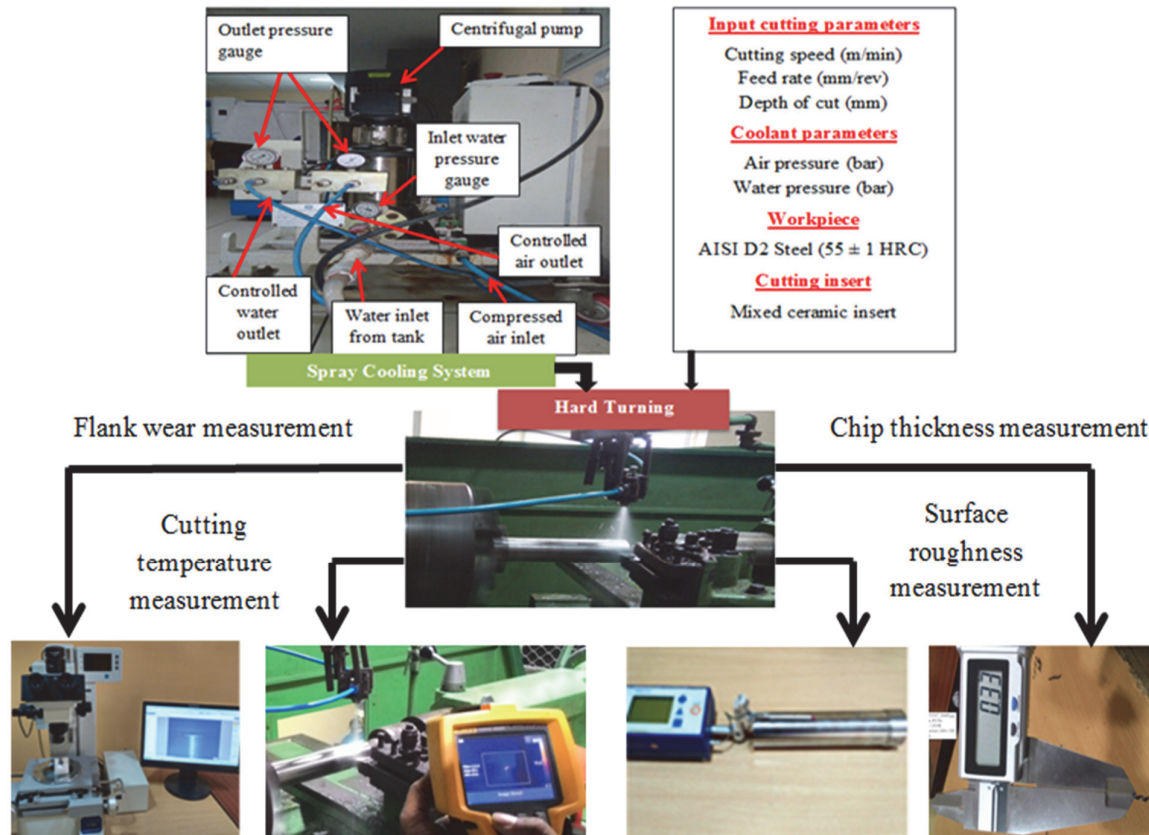 Outlet pressure
gauge
Centrifugal pump
Inlet water
pressure
gauge
Controlled
air outlet
Controlled
water
outlet
Water inlet
from tank
Compressed
air inlet
Spray Cooling System
Input cutting parameters
Cutting speed (m/min)
Feed rate (mm/rev)
Depth of cut (mm)
Coolant parameters
Air pressure (bar)
Water pressure (bar)
Workpiece
AISI D2 Steel (55 ± 1 HRC)
Cutting insert
Mixed ceramic insert
Hard Turning
Flank wear measurement
Chip thickness measurement
Cutting
temperature
measurement
Surface
roughness
measurement
0.33